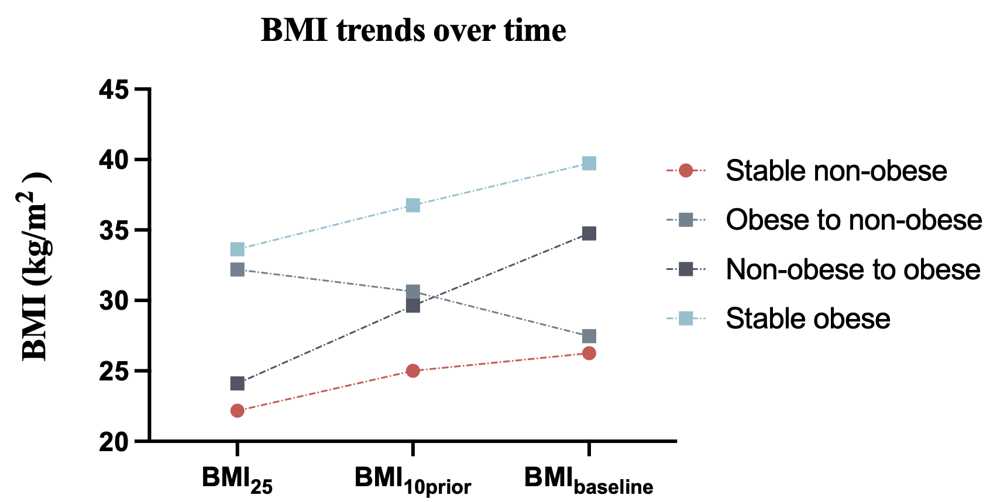 BMI trends over time
BMI (kg/m² )
45
40
35
30
25
20
BMI25
BMI10prior
BMIbaseline
Stable non-obese
Obese to non-obese
Non-obese to obese
Stable obese